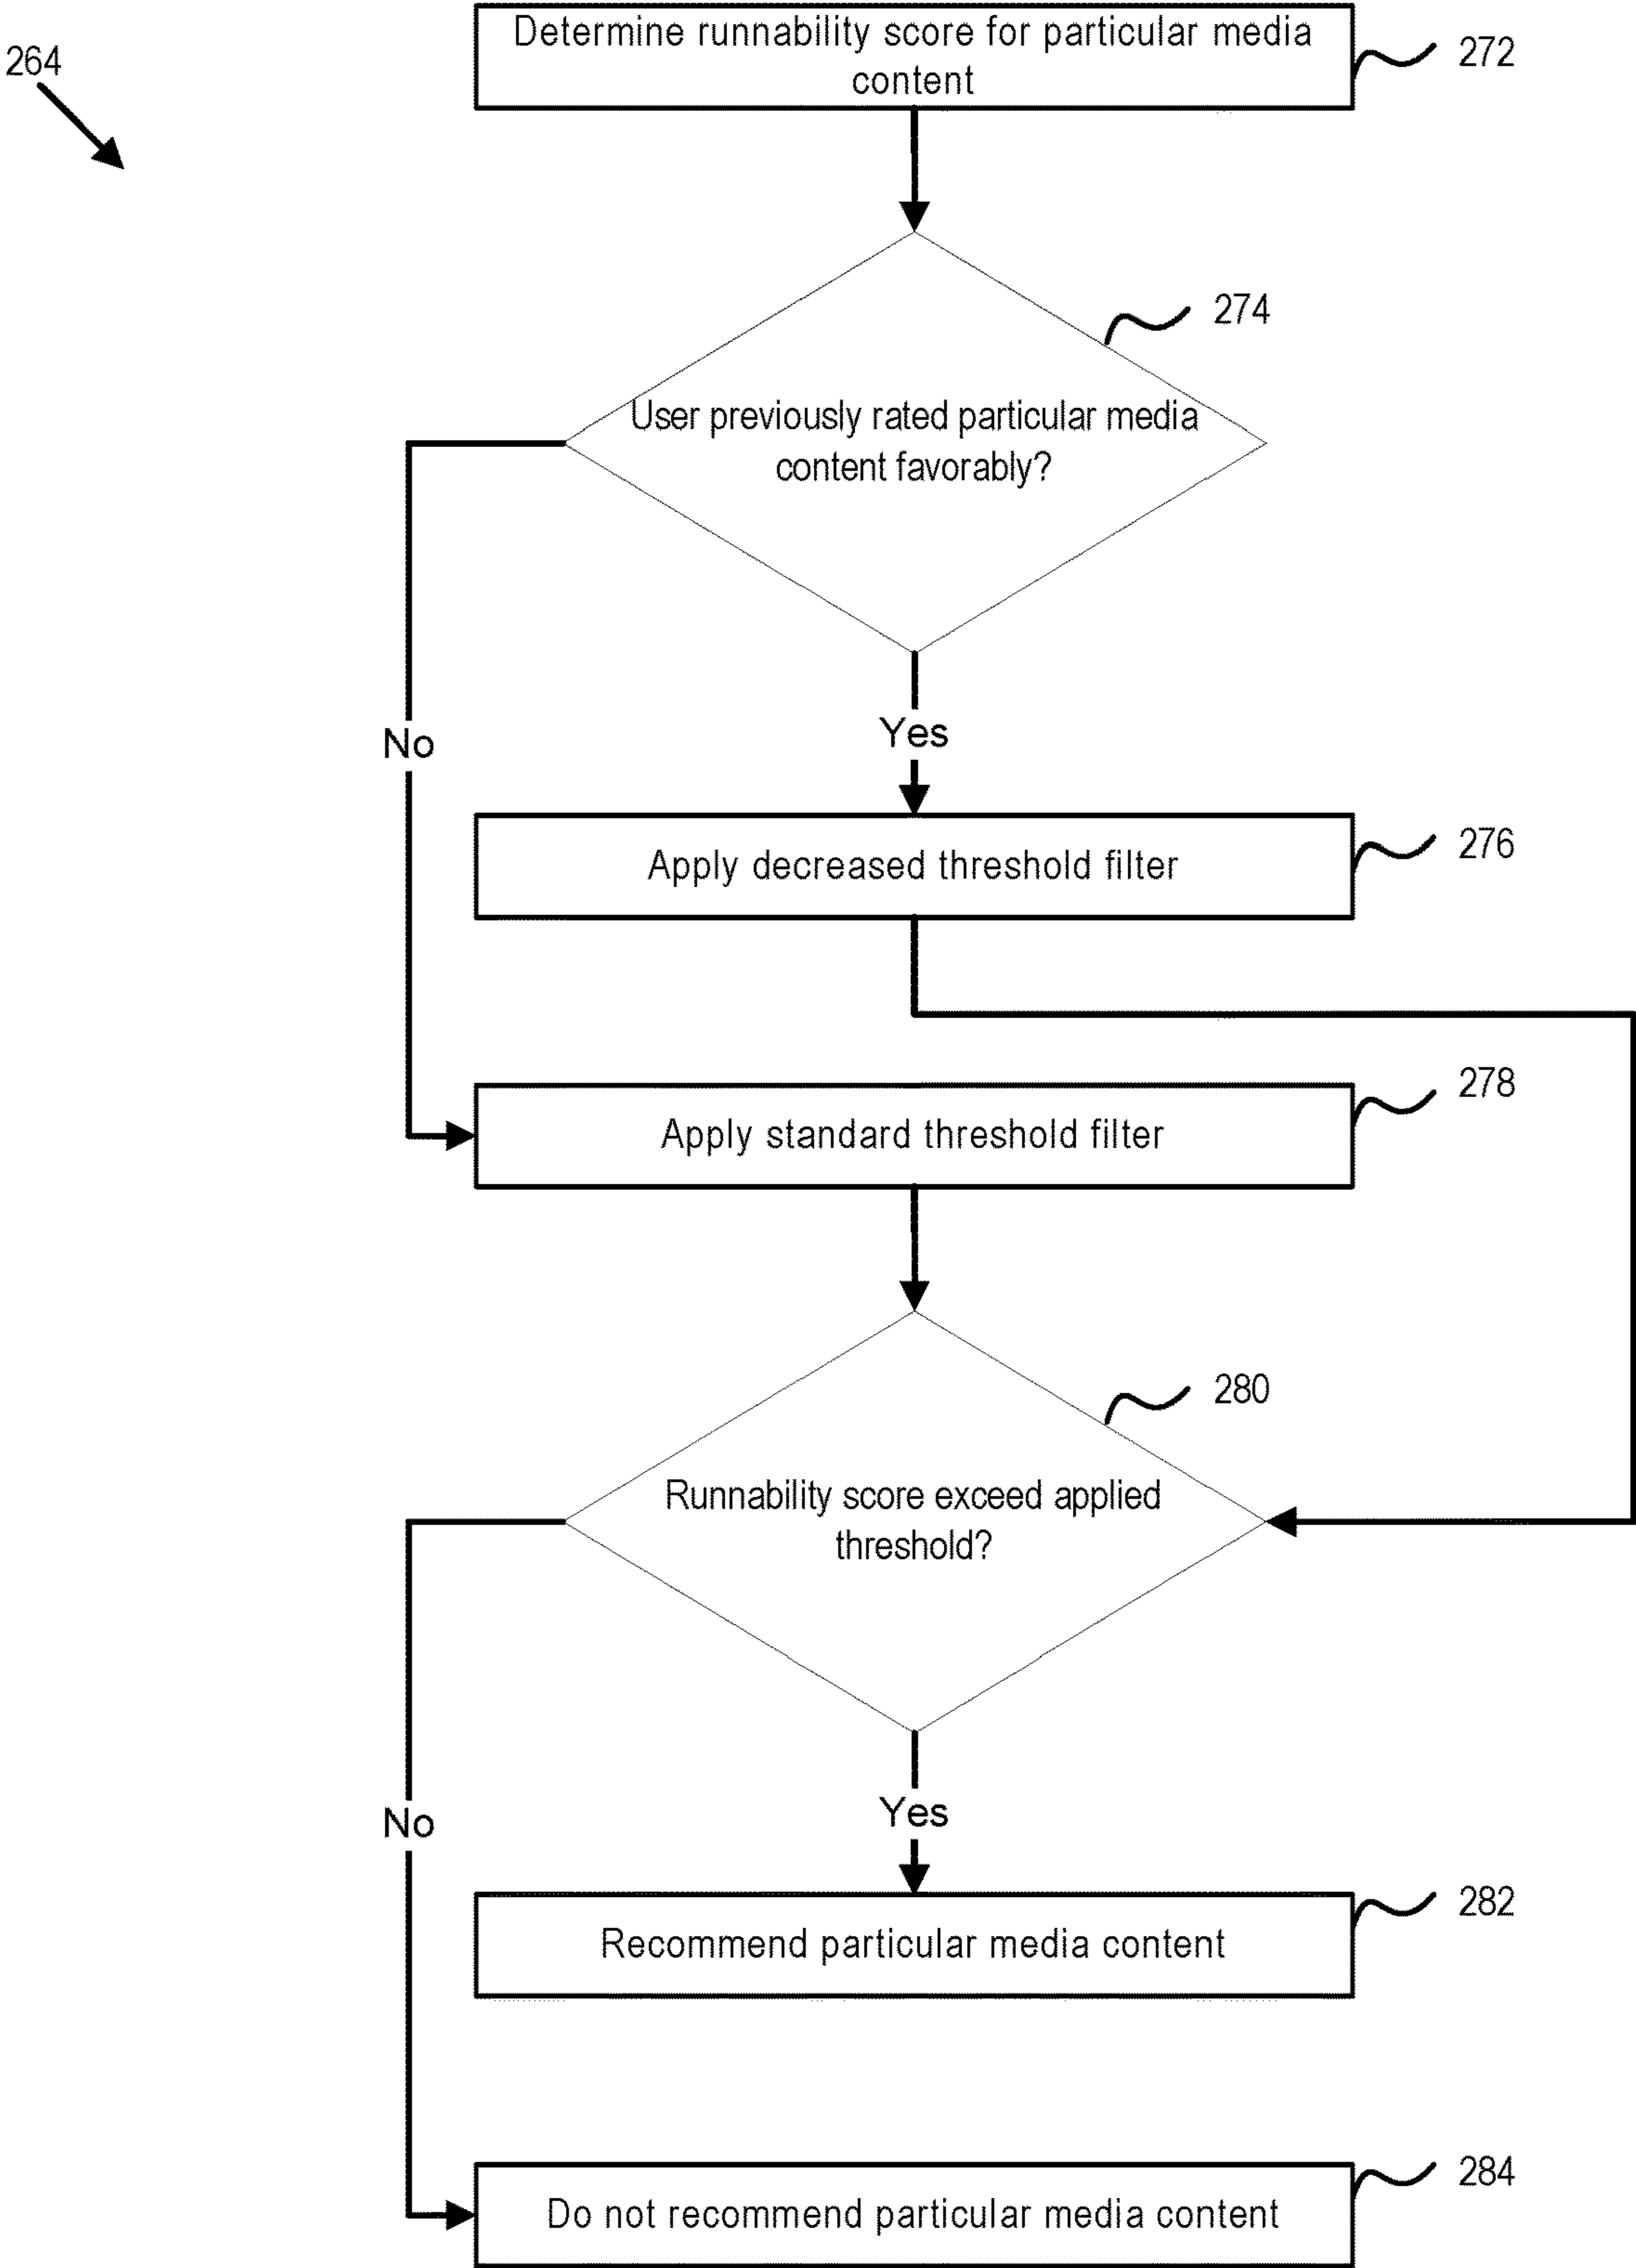 Determine runnability score for particular media
content
272
264
274
User previously rated particular media
content favorably?
No
Yes
276
Apply decreased threshold filter
278
Apply standard threshold filter
280
Runnability score exceed applied
threshold?
No
Yes
282
Recommend particular media content
284
Do not recommend particular media content